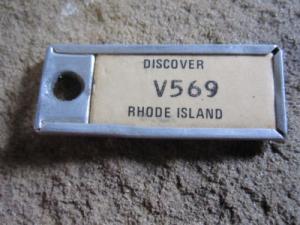 DISCOVER
V569
RHODE ISLAND